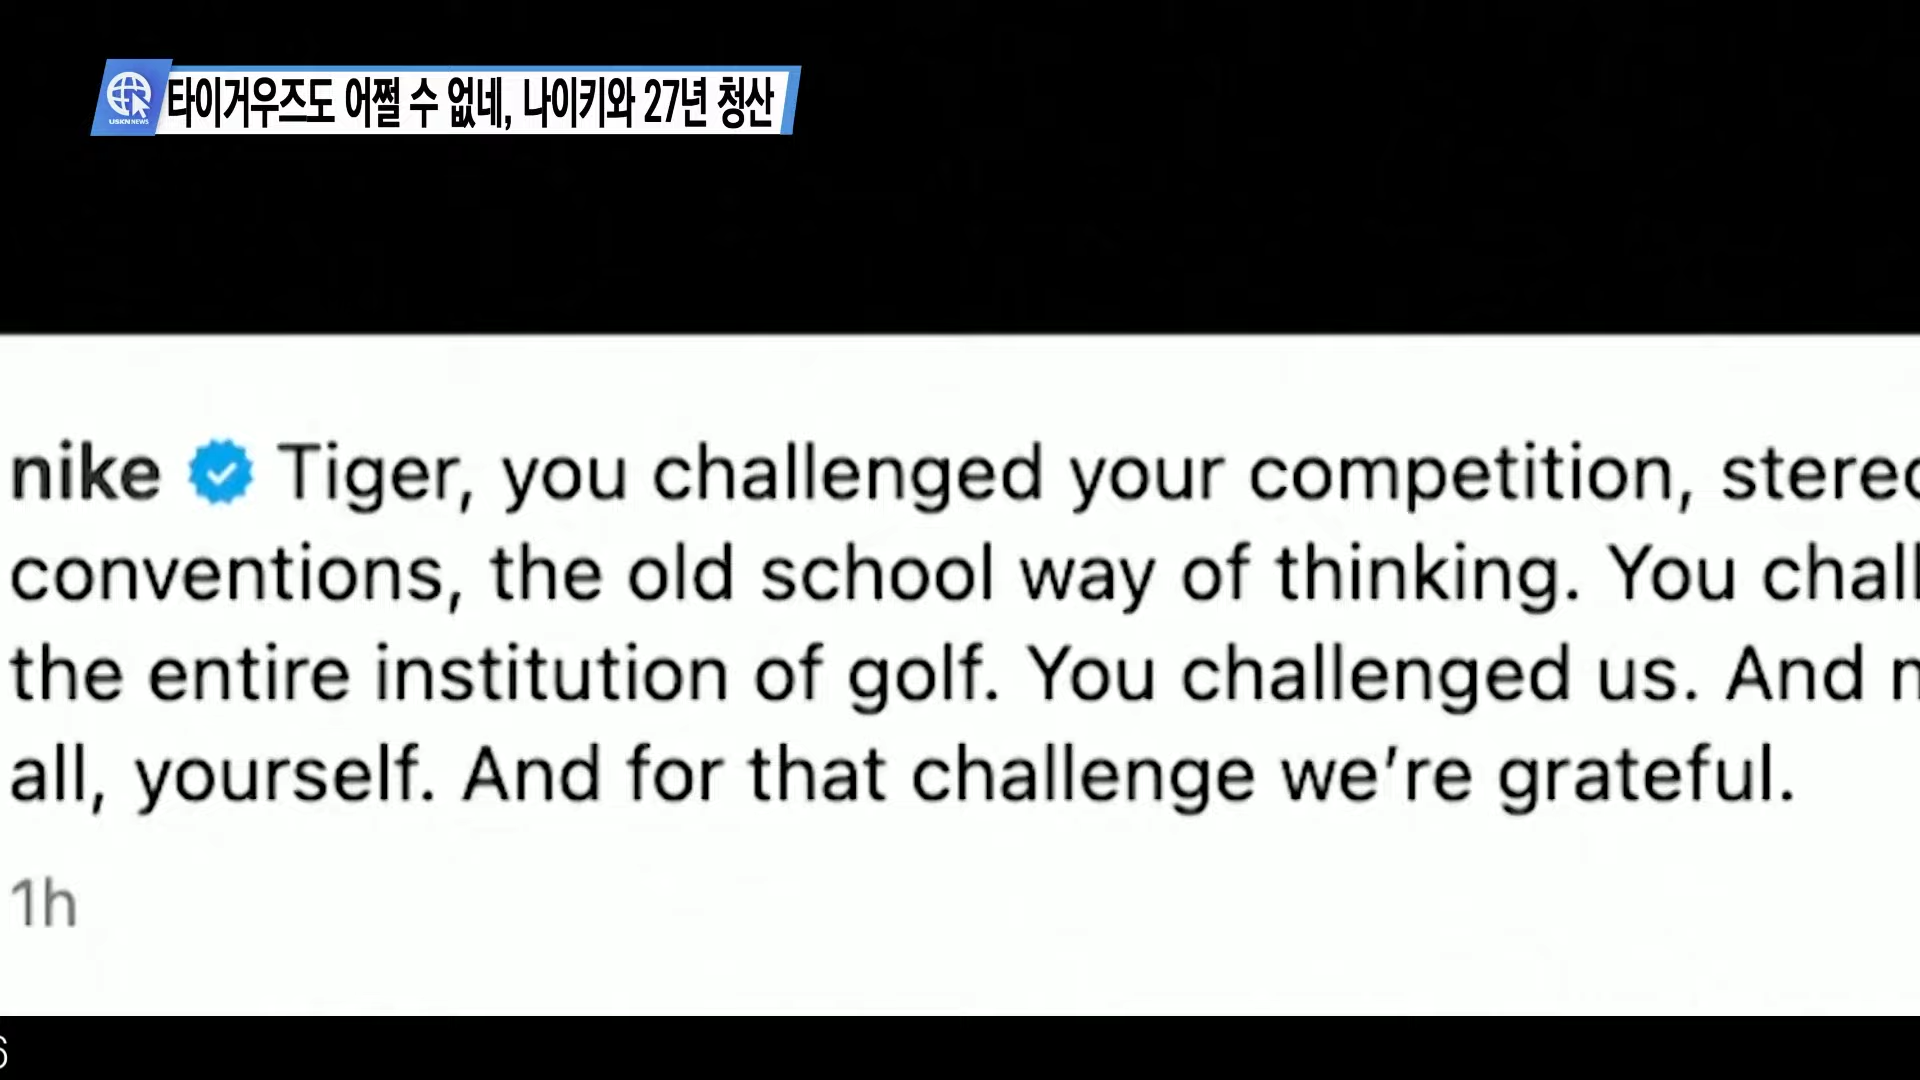 타이거우즈도 어쩔 수 없네, 나이키와 27년 청산
USKN NEWS
nike Tiger, you challenged your competition,
conventions, the old school way of thinking. You
the entire institution of golf. You challenged us. And
all, yourself. And for that challenge we’re grateful.
1h